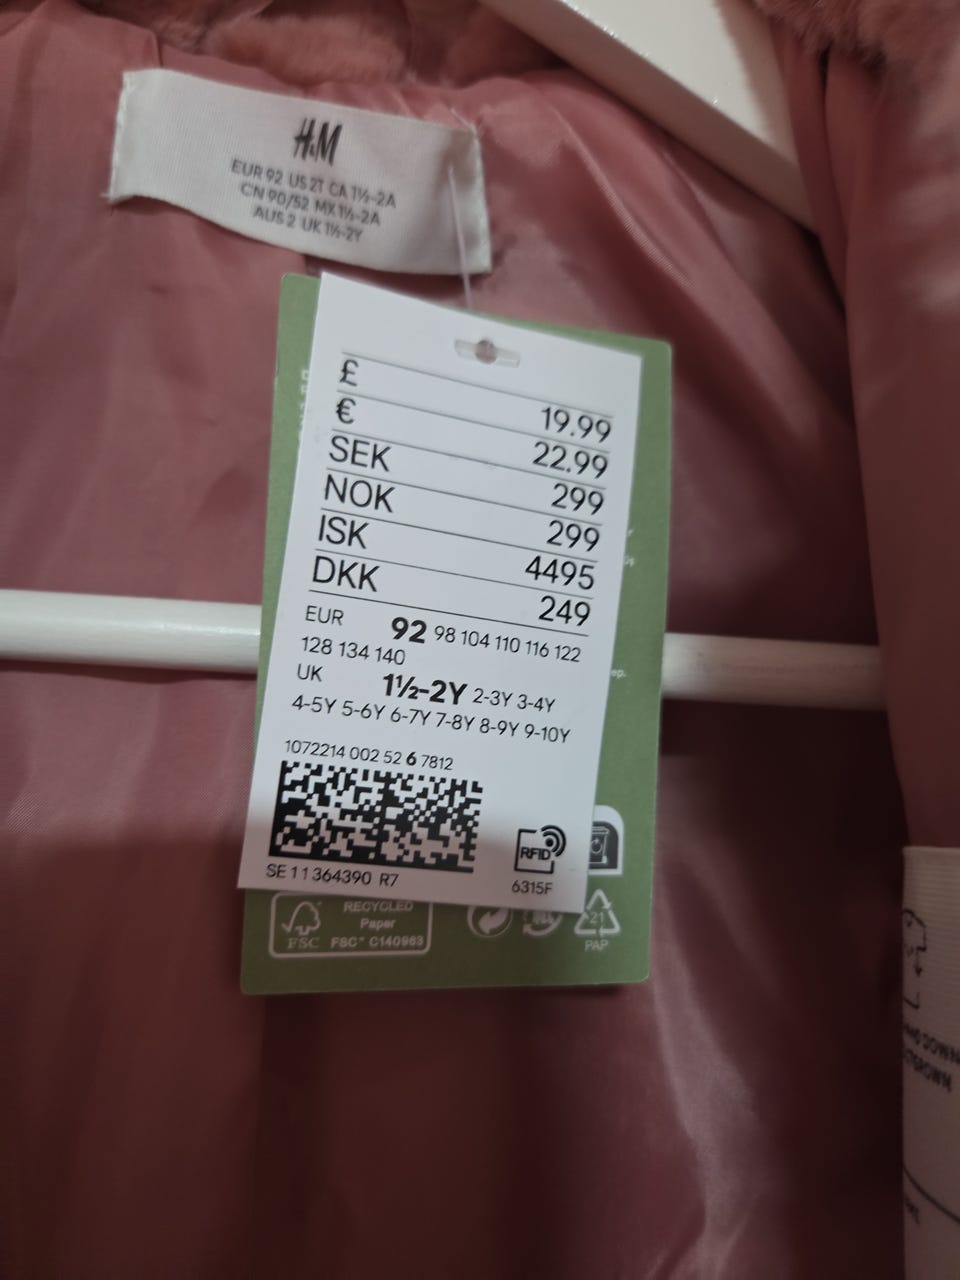 H&M
EUR 92 US 2T CA 1½-2A
CN 90/52 MX 1½-2A
AUS 2 UK 1½-2Y
£ 19.99
€ 22.99
SEK 299
NOK 299
ISK 4495
DKK 249
EUR 92 98 104 110 116 122
128 134 140
UK 1½-2Y 2-3Y 3-4Y
4-5Y 5-6Y 6-7Y 7-8Y 8-9Y 9-10Y
1072214 002 52 6 7812
RFID
SE 11364390 R7
6315F
RECYCLED
Paper
FSC FSC® C140983
21
PAP